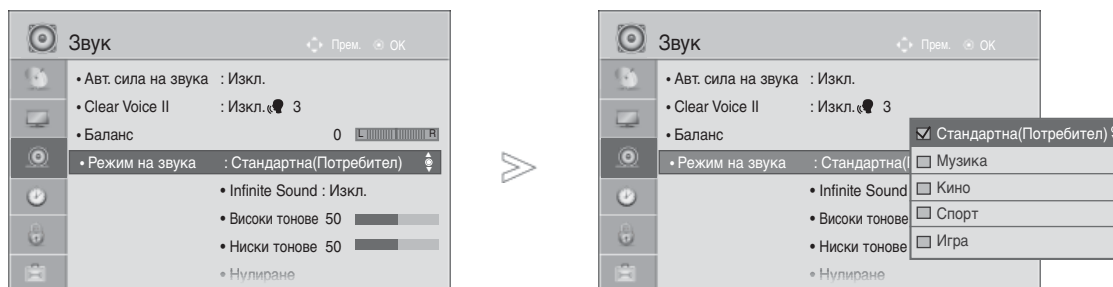 Звук Прем. OK
• Авт. сила на звука : Изкл.
• Clear Voice II : Изкл. 3
• Баланс 0 L R
• Режим на звука : Стандартна(Потребител)
• Infinite Sound : Изкл.
• Високи тонове 50
• Ниски тонове 50
• Нулиране
Звук Прем. OK
• Авт. сила на звука : Изкл.
• Clear Voice II : Изкл. 3
• Баланс
• Режим на звука : Стандартна(
• Infinite Sound
• Високи тонове
• Ниски тонове
• Нулиране
Стандартна(Потребител)
Музика
Кино
Спорт
Игра